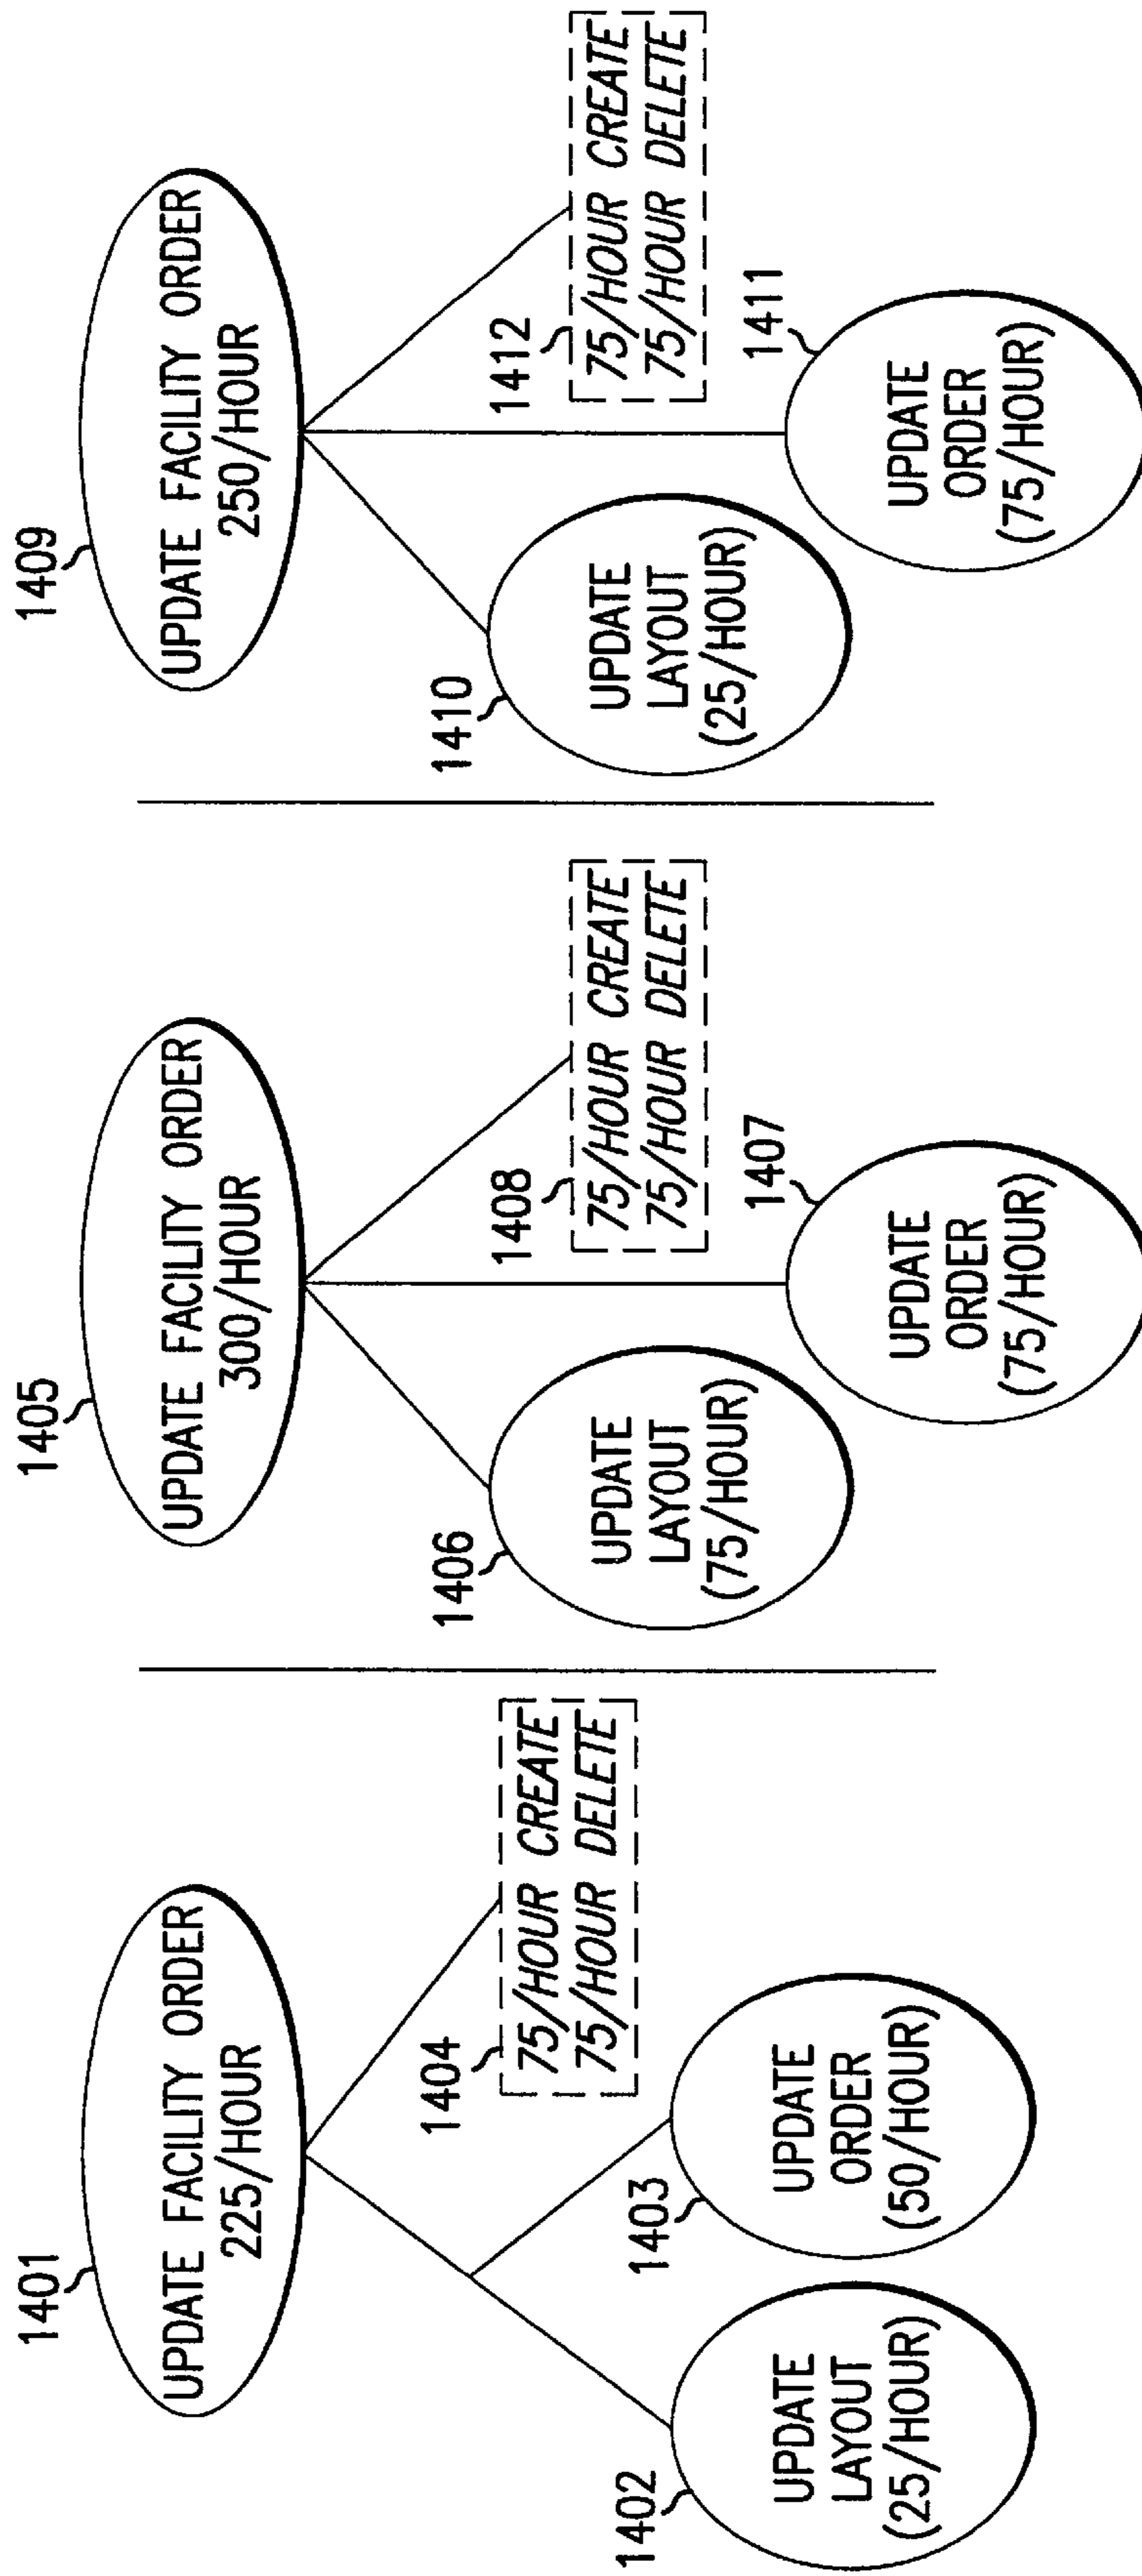 1401
UPDATE FACILITY ORDER
225/HOUR
1404
75/HOUR CREATE
75/HOUR DELETE
1402
UPDATE
LAYOUT
(25/HOUR)
1403
UPDATE
ORDER
(50/HOUR)
1405
UPDATE FACILITY ORDER
300/HOUR
1406
UPDATE
LAYOUT
(75/HOUR)
1408
75/HOUR CREATE
75/HOUR DELETE
1407
UPDATE
ORDER
(75/HOUR)
1409
UPDATE FACILITY ORDER
250/HOUR
1410
UPDATE
LAYOUT
(25/HOUR)
1412
75/HOUR CREATE
75/HOUR DELETE
1411
UPDATE
ORDER
(75/HOUR)